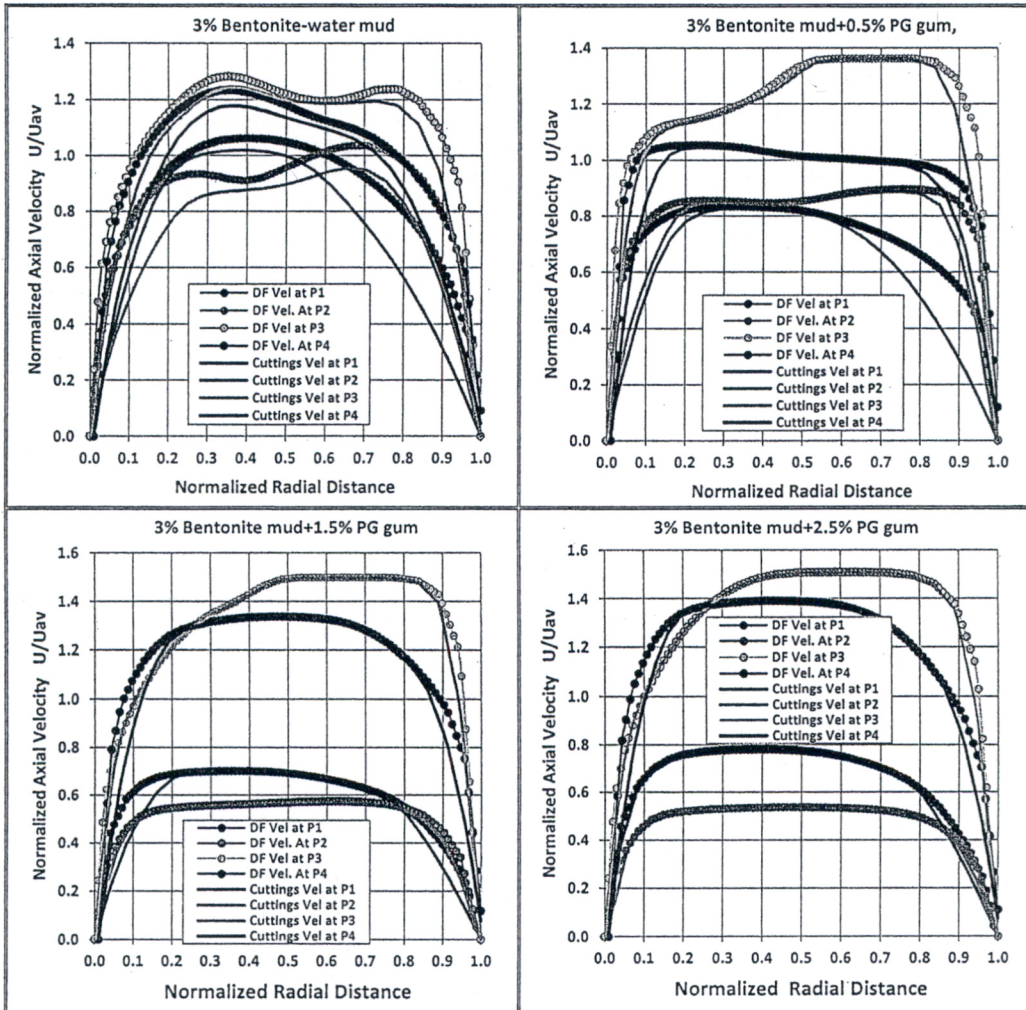 3% Bentonite-water mud
Normalized Axial Velocity U/Uav
1.4
1.2
1.0
0.8
0.6
0.4
0.2
0.0
DF Vel at P1
DF Vel. At P2
DF Vel at P3
DF Vel. At P4
Cuttings Vel at P1
Cuttings Vel at P2
Cuttings Vel at P3
Cuttings Vel at P4
0.0 0.1 0.2 0.3 0.4 0.5 0.6 0.7 0.8 0.9 1.0
Normalized Radial Distance
3% Bentonite mud+0.5% PG gum,
Normalized Axial Velocity U/Uav
1.4
1.2
1.0
0.8
0.6
0.4
0.2
0.0
DF Vel at P1
DF Vel. At P2
DF Vel at P3
DF Vel. At P4
Cuttings Vel at P1
Cuttings Vel at P2
Cuttings Vel at P3
Cuttings Vel at P4
0.0 0.1 0.2 0.3 0.4 0.5 0.6 0.7 0.8 0.9 1.0
Normalized Radial Distance
3% Bentonite mud+1.5% PG gum
Normalized Axial Velocity U/Uav
1.6
1.4
1.2
1.0
0.8
0.6
0.4
0.2
0.0
DF Vel at P1
DF Vel. At P2
DF Vel at P3
DF Vel. At P4
Cuttings Vel at P1
Cuttings Vel at P2
Cuttings Vel at P3
Cuttings Vel at P4
0.0 0.1 0.2 0.3 0.4 0.5 0.6 0.7 0.8 0.9 1.0
Normalized Radial Distance
3% Bentonite mud+2.5% PG gum
Normalized Axial Velocity U/Uav
1.6
1.4
1.2
1.0
0.8
0.6
0.4
0.2
0.0
DF Vel at P1
DF Vel. At P2
DF Vel at P3
DF Vel. At P4
Cuttings Vel at P1
Cuttings Vel at P2
Cuttings Vel at P3
Cuttings Vel at P4
0.0 0.1 0.2 0.3 0.4 0.5 0.6 0.7 0.8 0.9 1.0
Normalized Radial Distance